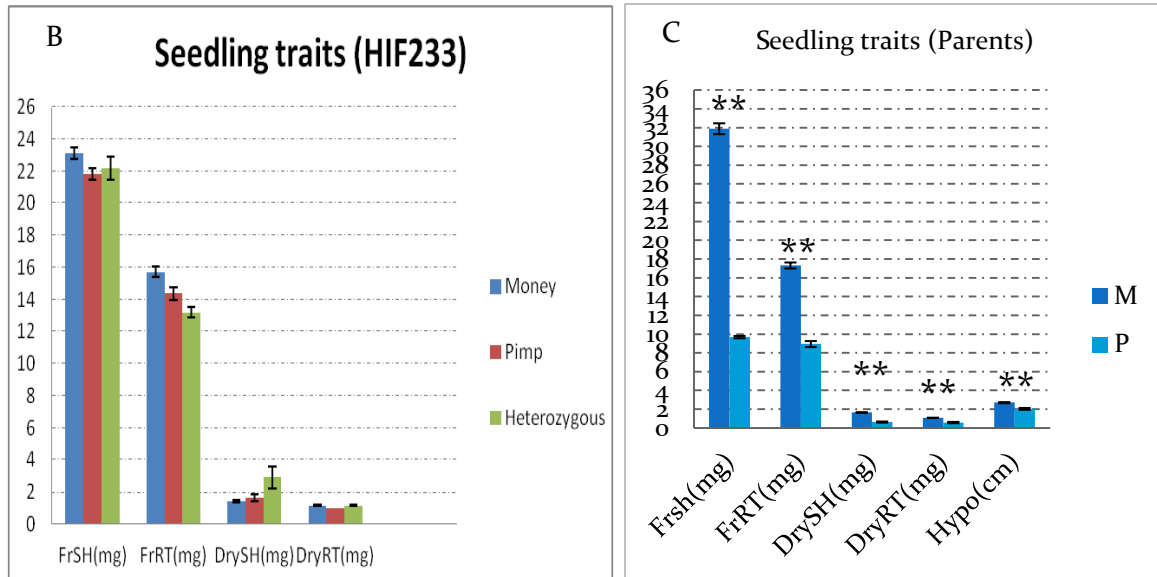 B
Seedling traits (HIF233)
26
24
22
20
18
16
14
12
10
8
6
4
2
0
FrSH(mg) FrRT(mg) DrySH(mg) DryRT(mg)
Money
Pimp
Heterozygous
C
Seedling traits (Parents)
36
34
32
30
28
26
24
22
20
18
16
14
12
10
8
6
4
2
0
**
**
**
**
**
Frsh(mg)
FrRT(mg)
DrySH(mg)
DryRT(mg)
Hypo(cm)
M
P